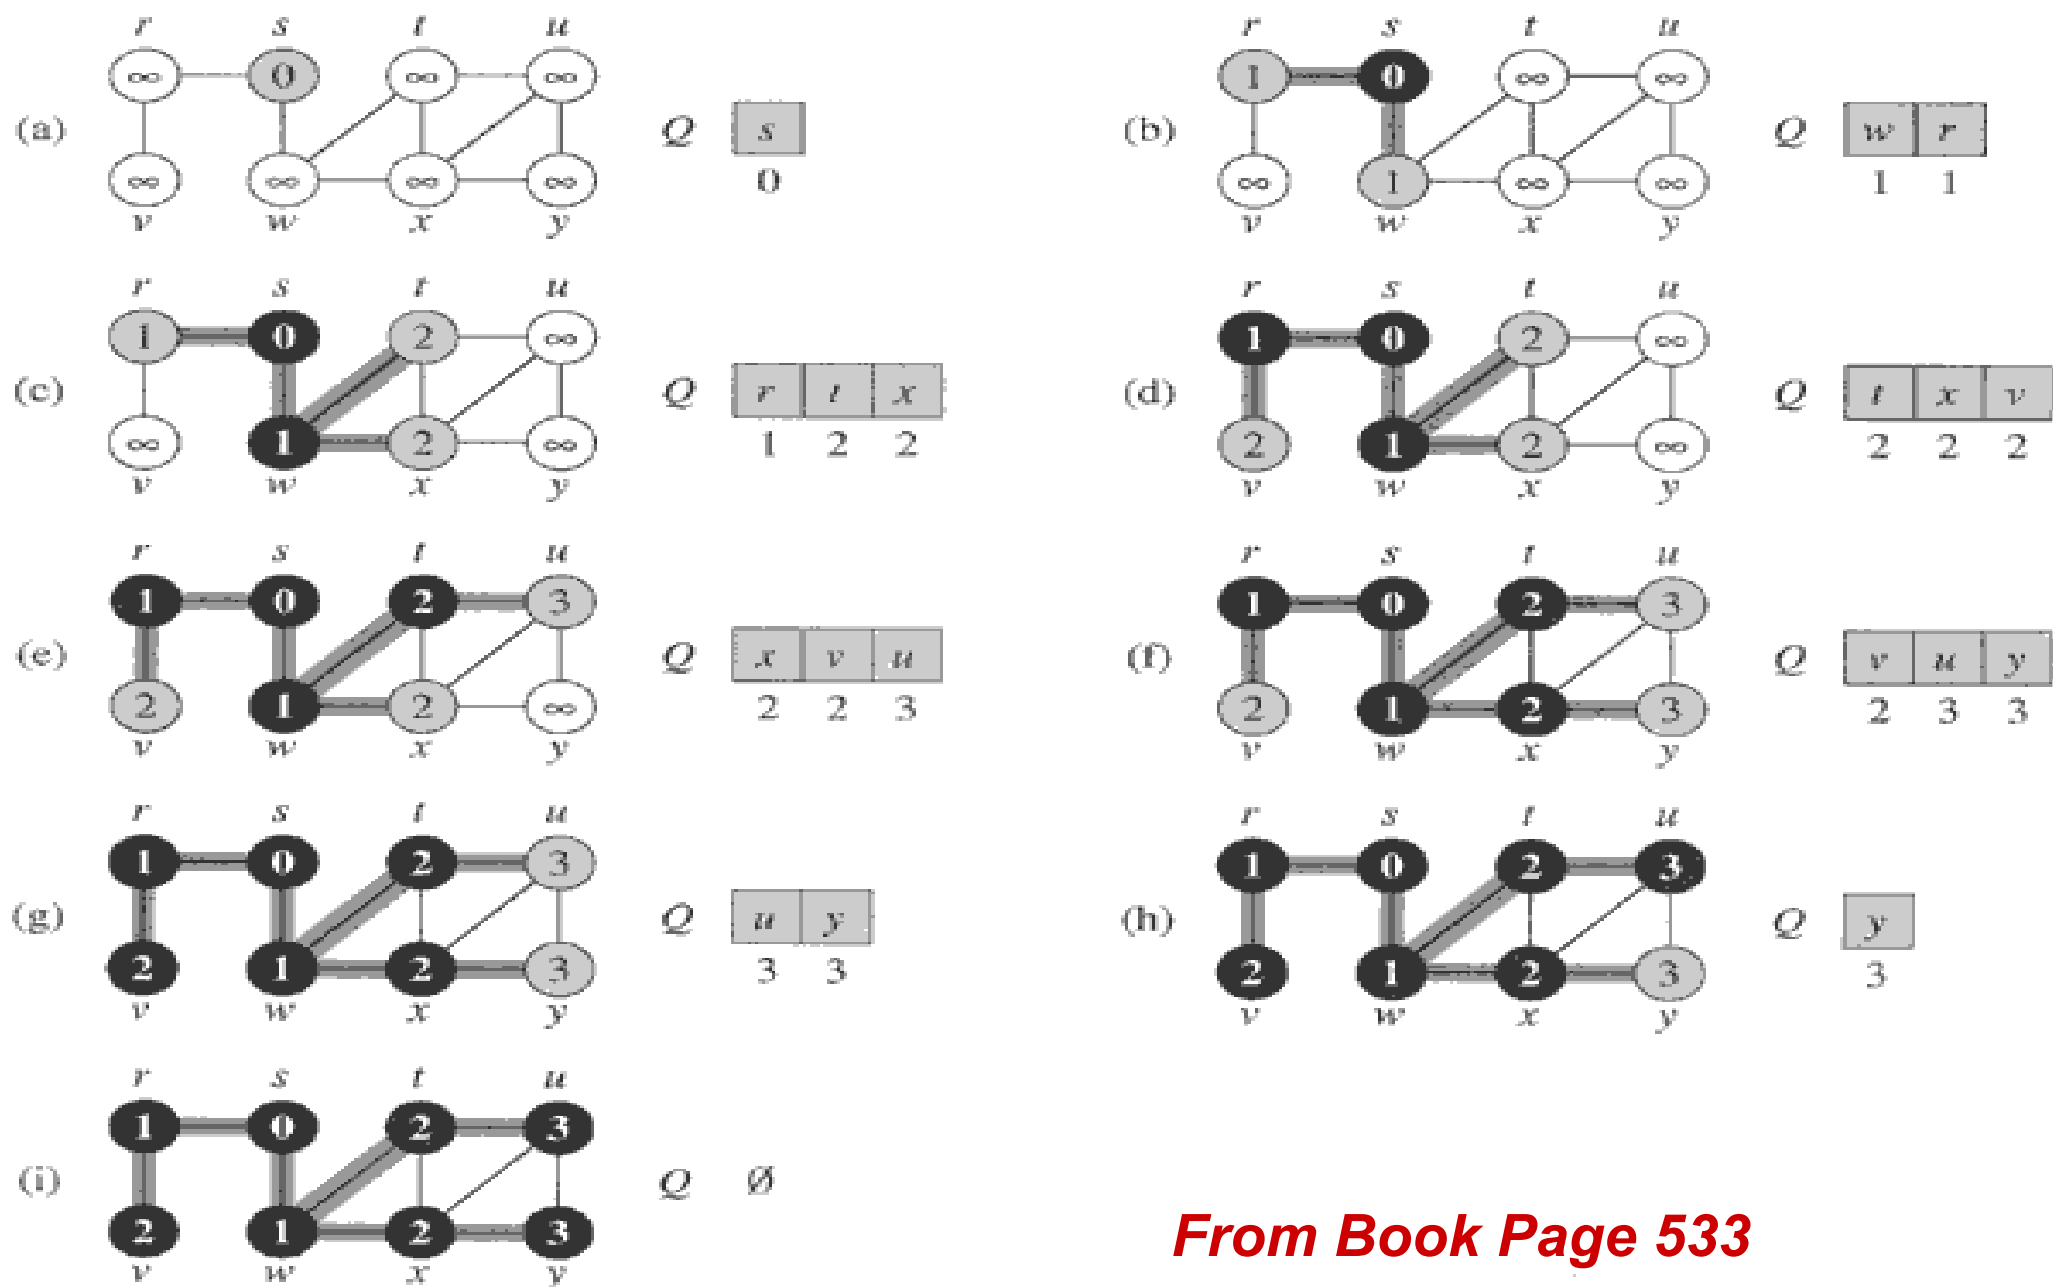 r s t u
∞ 0 ∞ ∞
(a) Q s
0
∞ ∞ ∞ ∞
v w x y
r s t u
1 0 ∞ ∞
(b) Q w r
1 1
∞ 1 ∞ ∞
v w x y
r s t u
1 0 2 ∞
(c) Q r t x
1 2 2
∞ 1 2 ∞
v w x y
r s t u
1 0 2 ∞
(d) Q t x v
2 2 2
2 1 2 ∞
v w x y
r s t u
1 0 2 3
(e) Q x v u
2 2 3
2 1 2 ∞
v w x y
r s t u
1 0 2 3
(f) Q v u y
2 3 3
2 1 2 3
v w x y
r s t u
1 0 2 3
(g) Q u y
3 3
2 1 2 3
v w x y
r s t u
1 0 2 3
(h) Q y
3
2 1 2 3
v w x y
r s t u
1 0 2 3
(i) Q Ø
2 1 2 3
v w x y
From Book Page 533